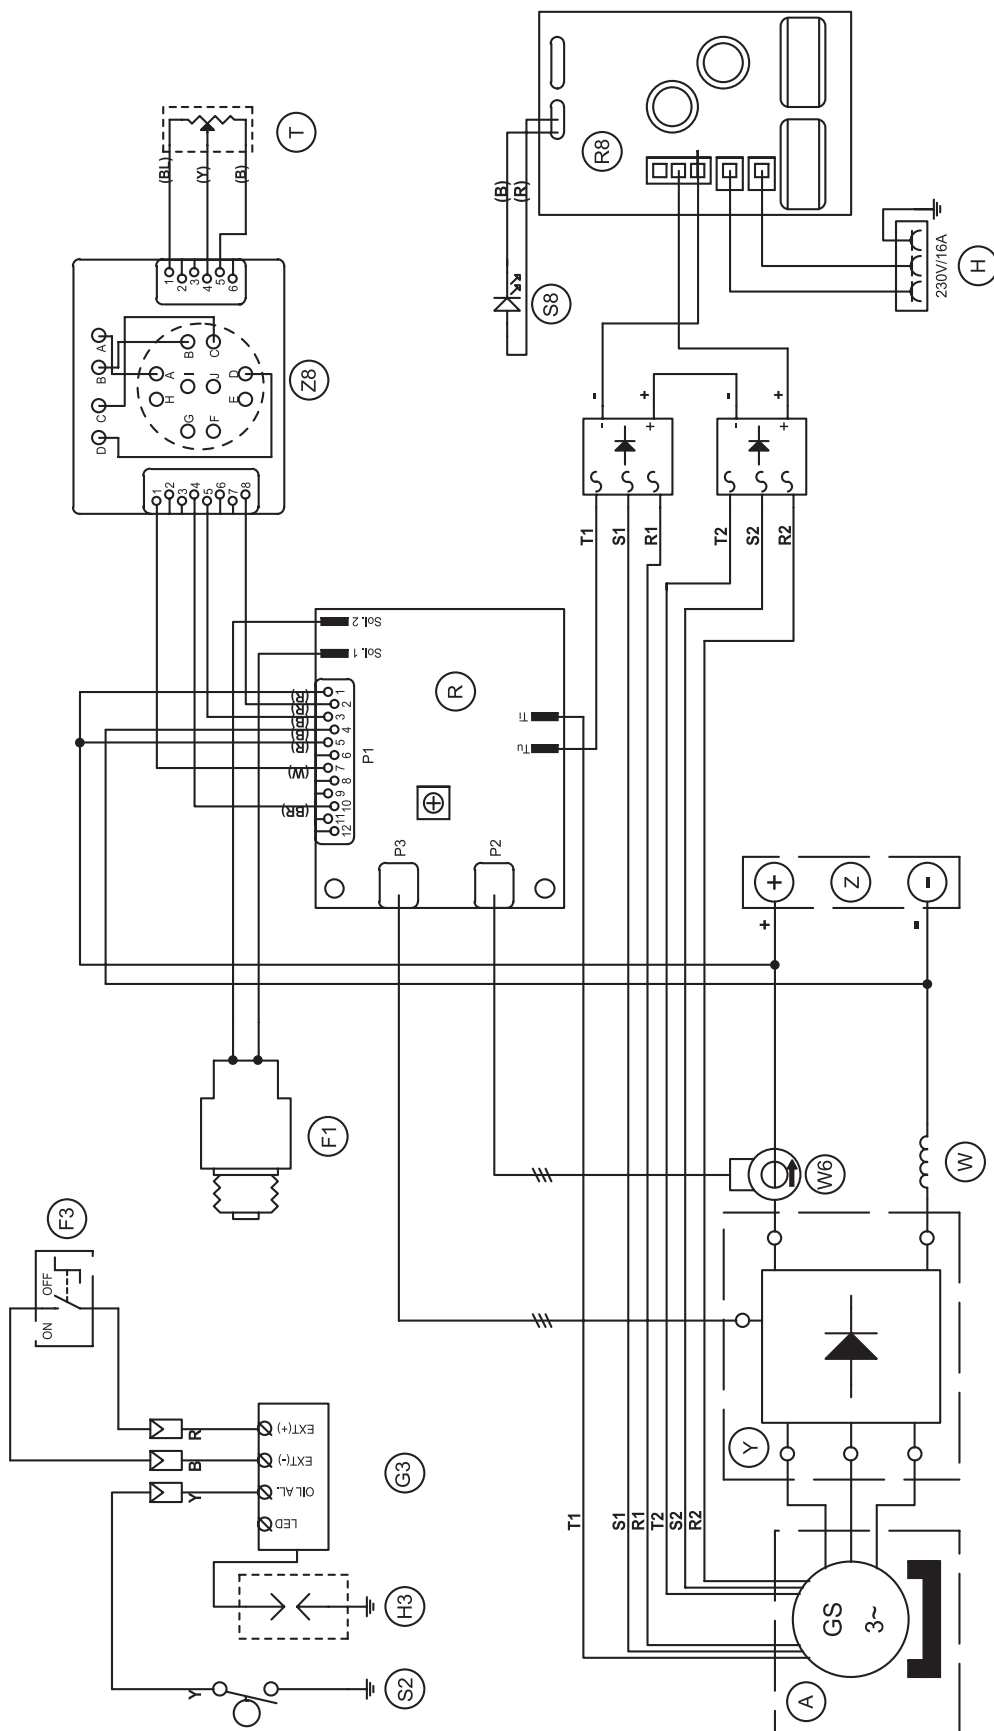 T
(BL)
(Y)
(B)
1
2
3
4
5
6
A
B
C
D
A
B
C
D
E
F
G
H
I
J
Z8
1
2
3
4
5
6
7
8
R8
(B)
(R)
S8
230V/16A
H
-
+
-
+
-
+
-
+
T1
S1
R1
T2
S2
R2
Sol. 2
Sol. 1
R
(R)
(R)
(B)
(B)
(R)
(W)
(BR)
1
2
3
4
5
6
7
8
9
10
11
12
P1
Ti
Tu
P3
P2
+
Z
-
+
-
F1
F3
ON
OFF
W6
W
R
B
Y
EXT(+)
EXT(-)
OIL AL.
LED
G3
H3
S2
Y
Y
T1
S1
R1
T2
S2
R2
GS
3~
A